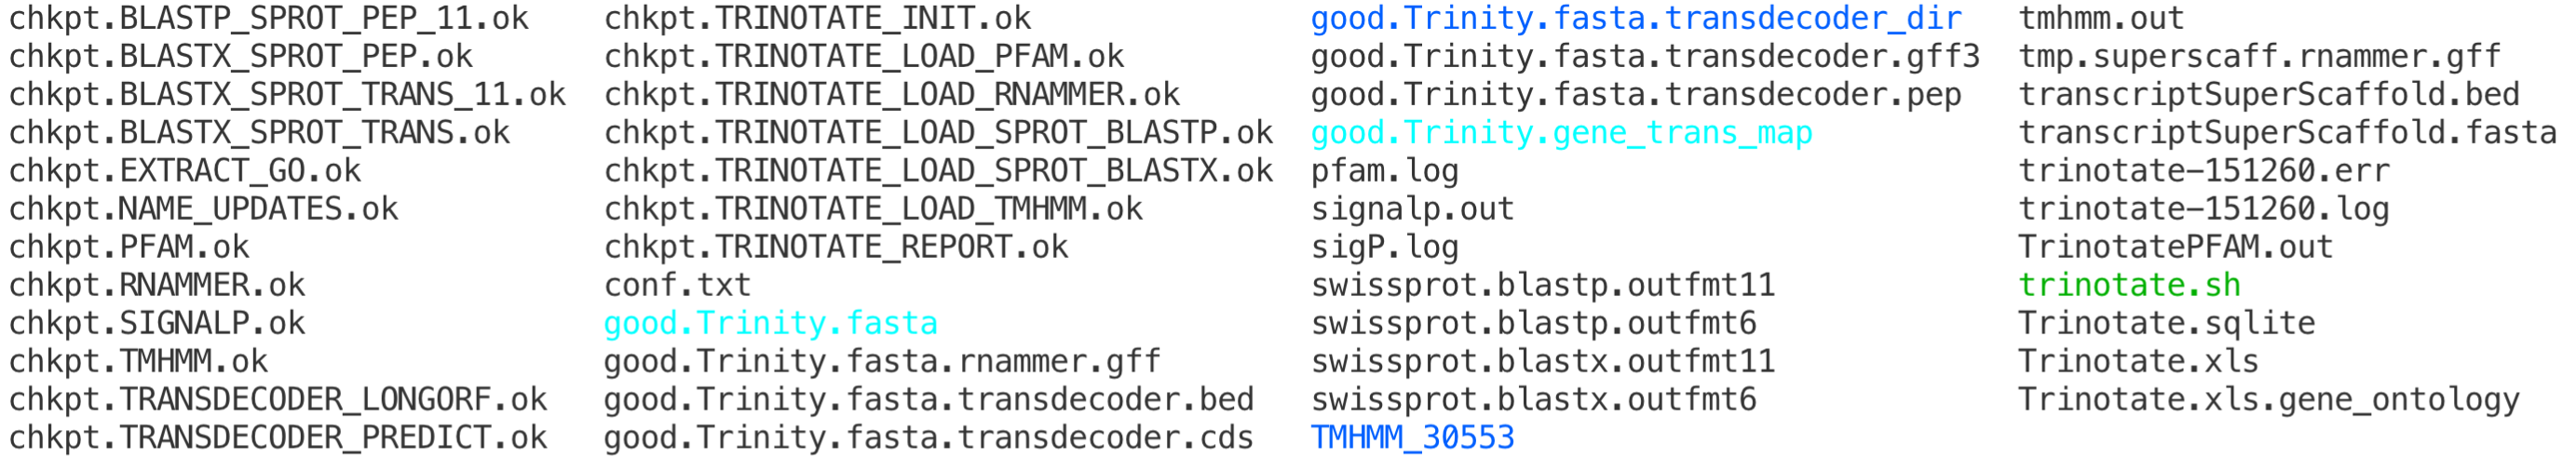 chkpt.BLASTP_SPROT_PEP_11.ok chkpt.TRINOTATE_INIT.ok good.Trinity.fasta.transdecoder_dir tmhmm.out
chkpt.BLASTX_SPROT_PEP.ok chkpt.TRINOTATE_LOAD_PFAM.ok good.Trinity.fasta.transdecoder.gff3 tmp.superscaff.rnammer.gff
chkpt.BLASTX_SPROT_TRANS_11.ok chkpt.TRINOTATE_LOAD_RNAMMER.ok good.Trinity.fasta.transdecoder.pep transcriptSuperScaffold.bed
chkpt.BLASTX_SPROT_TRANS.ok chkpt.TRINOTATE_LOAD_SPROT_BLASTP.ok good.Trinity.gene_trans_map transcriptSuperScaffold.fasta
chkpt.EXTRACT_GO.ok chkpt.TRINOTATE_LOAD_SPROT_BLASTX.ok pfam.log trinotate-151260.err
chkpt.NAME_UPDATES.ok chkpt.TRINOTATE_LOAD_TMHMM.ok signalp.out trinotate-151260.log
chkpt.PFAM.ok chkpt.TRINOTATE_REPORT.ok sigP.log TrinotatePFAM.out
chkpt.RNAMMER.ok conf.txt swissprot.blastp.outfmt11 trinotate.sh
chkpt.SIGNALP.ok good.Trinity.fasta swissprot.blastp.outfmt6 Trinotate.sqlite
chkpt.TMHMM.ok good.Trinity.fasta.rnammer.gff swissprot.blastx.outfmt11 Trinotate.xls
chkpt.TRANSDECODER_LONGORF.ok good.Trinity.fasta.transdecoder.bed swissprot.blastx.outfmt6 Trinotate.xls.gene_ontology
chkpt.TRANSDECODER_PREDICT.ok good.Trinity.fasta.transdecoder.cds TMHMM_30553